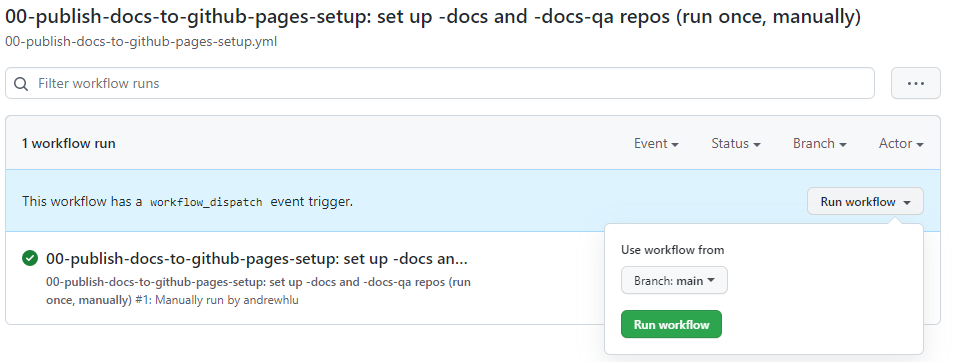 00-publish-docs-to-github-pages-setup: set up -docs and -docs-qa repos (run once, manually)
00-publish-docs-to-github-pages-setup.yml
Filter workflow runs
...
1 workflow run
Event
Status
Branch
Actor
This workflow has a workflow_dispatch event trigger.
Run workflow
Use workflow from
Branch: main
Run workflow
00-publish-docs-to-github-pages-setup: set up -docs an...
00-publish-docs-to-github-pages-setup: set up -docs and -docs-qa repos (run
once, manually) #1: Manually run by andrewhlu